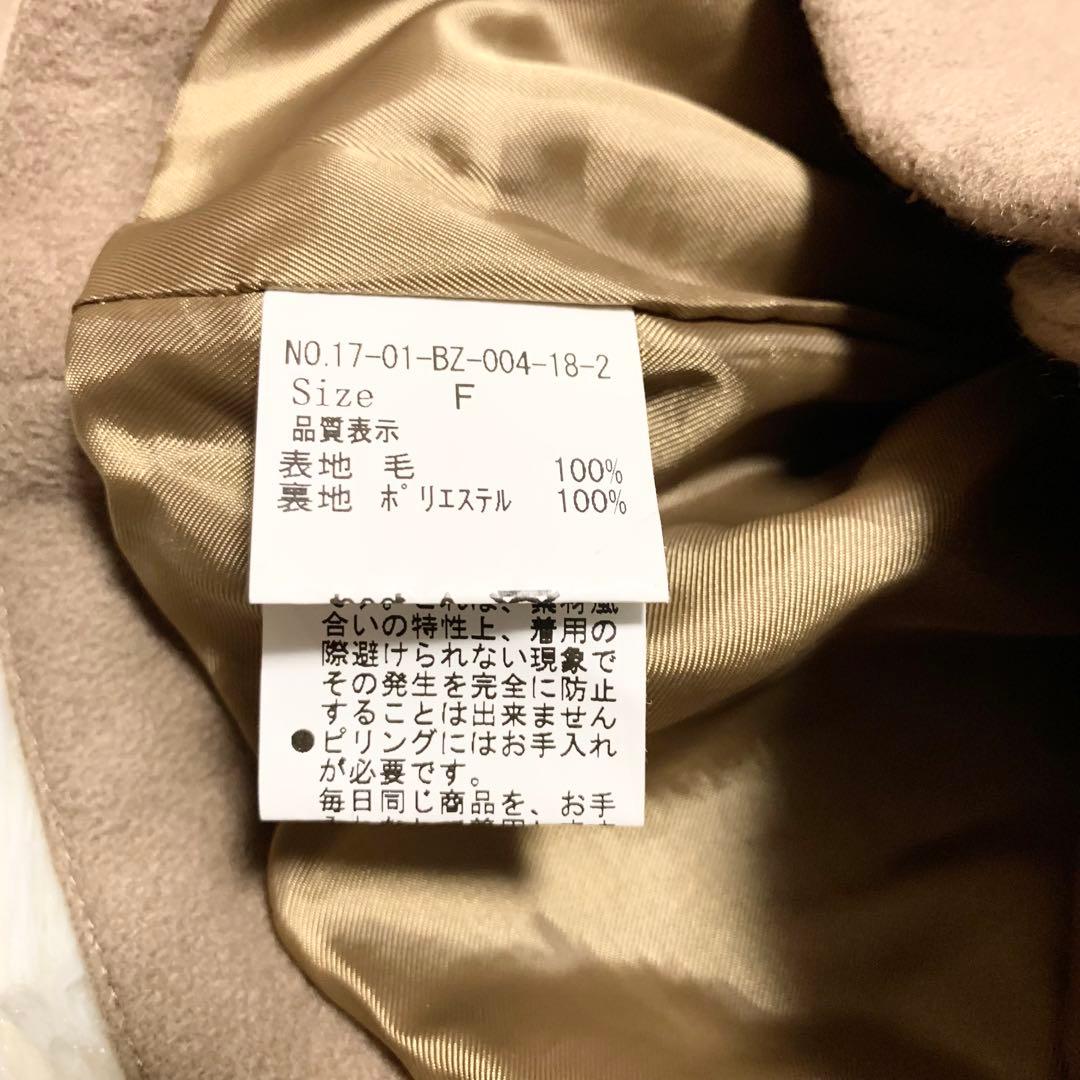 NO.17-01-BZ-004-18-2
Size F
品質表示
表地 毛 100%
裏地 ポリエステル 100%
合いの特性上、着用の
際避けられない現象で
その発生を完全に防止
することは出来ません
●ピリングにはお手入れ
が必要です。
毎日同じ商品を、お手